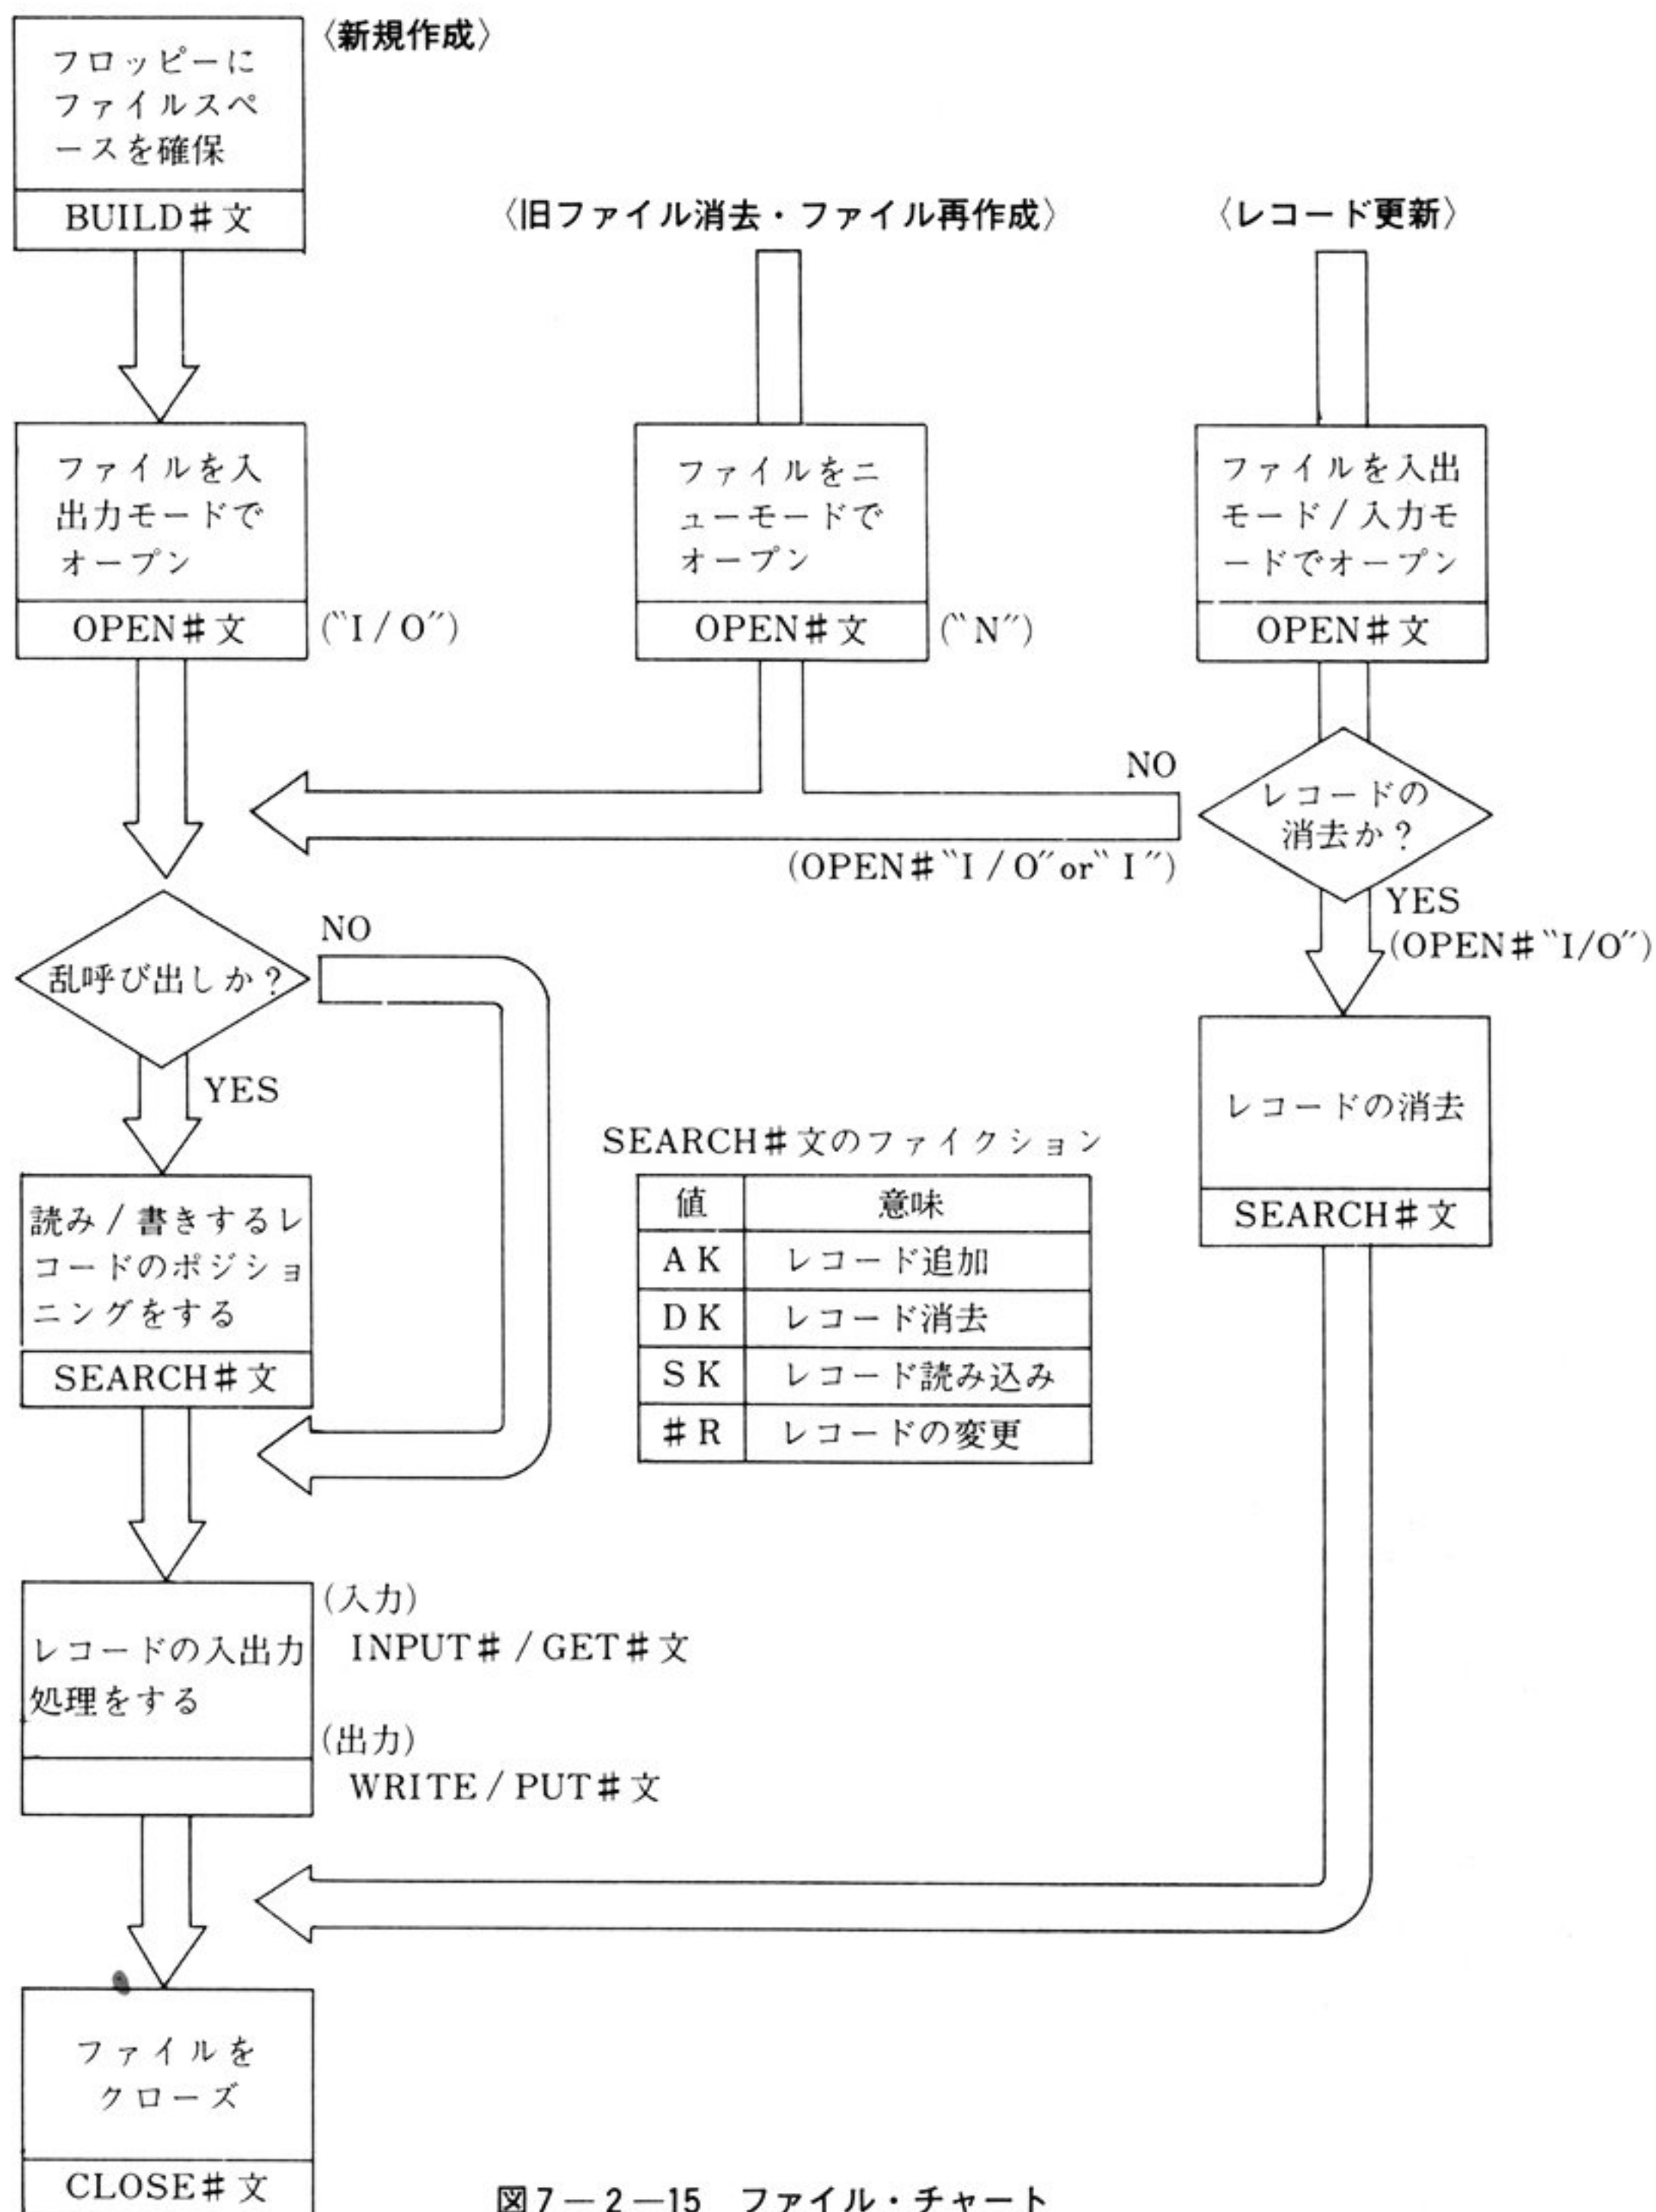 〈新規作成〉
フロッピーに
ファイルスペ
ースを確保
BUILD#文
〈旧ファイル消去・ファイル再作成〉
〈レコード更新〉
ファイルを入
出力モードで
オープン
OPEN#文
(“I/O”)
ファイルをニ
ューモードで
オープン
OPEN#文
(“N”)
ファイルを入出
モード/入力モ
ードでオープン
OPEN#文
NO
レコードの
消去か?
(OPEN#“I/O”or“I”)
YES
(OPEN#“I/O”)
乱呼び出しか?
NO
YES
レコードの消去
SEARCH#文
読み/書きするレ
コードのポジショ
ニングをする
SEARCH#文
SEARCH#文のファイクション
値 意味
AK レコード追加
DK レコード消去
SK レコード読み込み
#R レコードの変更
レコードの入出力
処理をする
(入力)
INPUT#/GET#文
(出力)
WRITE/PUT#文
ファイルを
クローズ
CLOSE#文
図7-2-15 ファイル・チャート